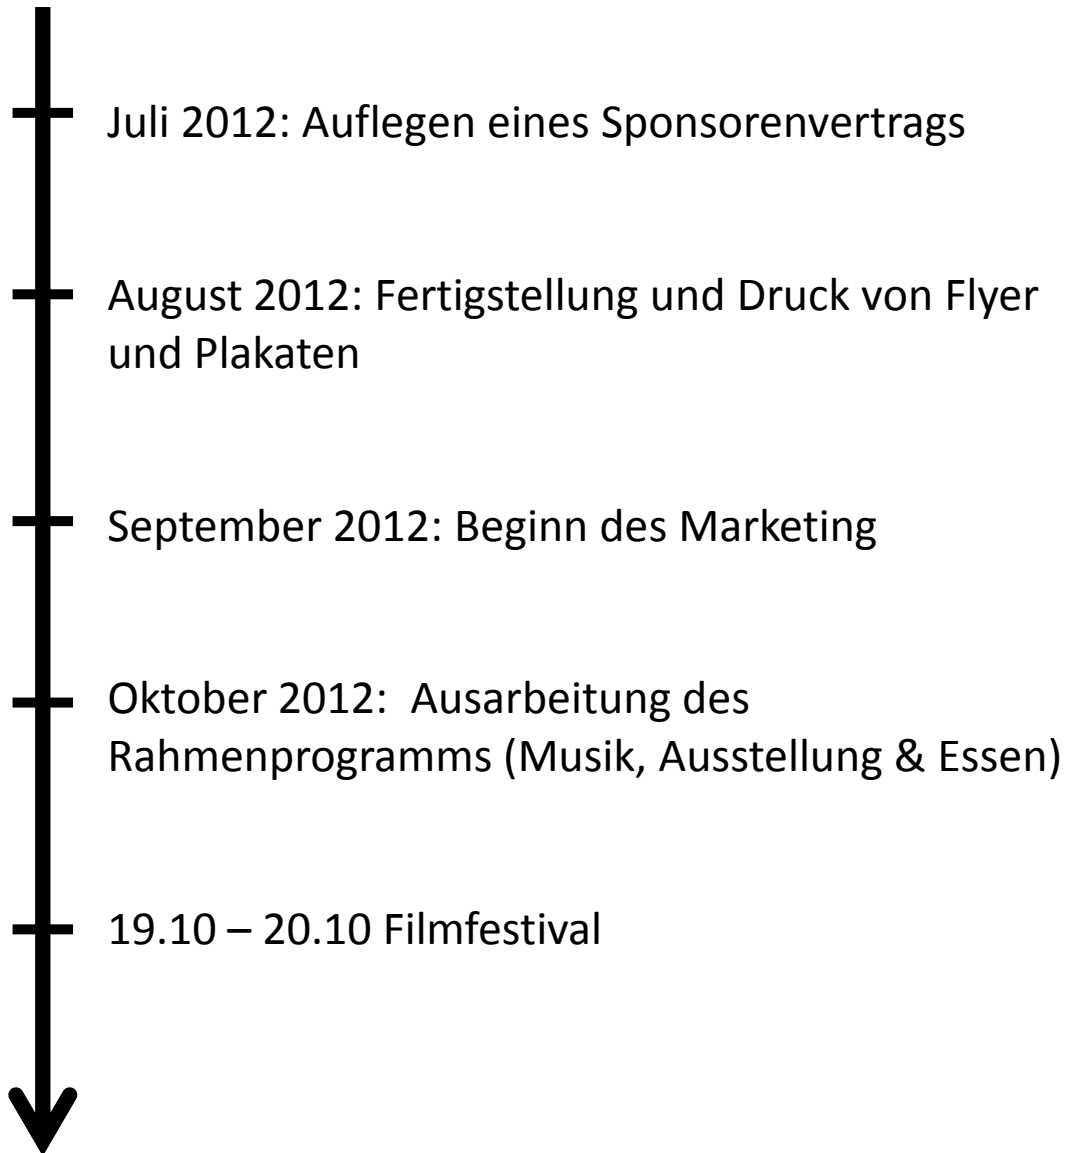 Juli 2012: Auflegen eines Sponsorenvertrags
August 2012: Fertigstellung und Druck von Flyer
und Plakaten
September 2012: Beginn des Marketing
Oktober 2012:  Ausarbeitung des
Rahmenprogramms (Musik, Ausstellung & Essen)
19.10 – 20.10 Filmfestival